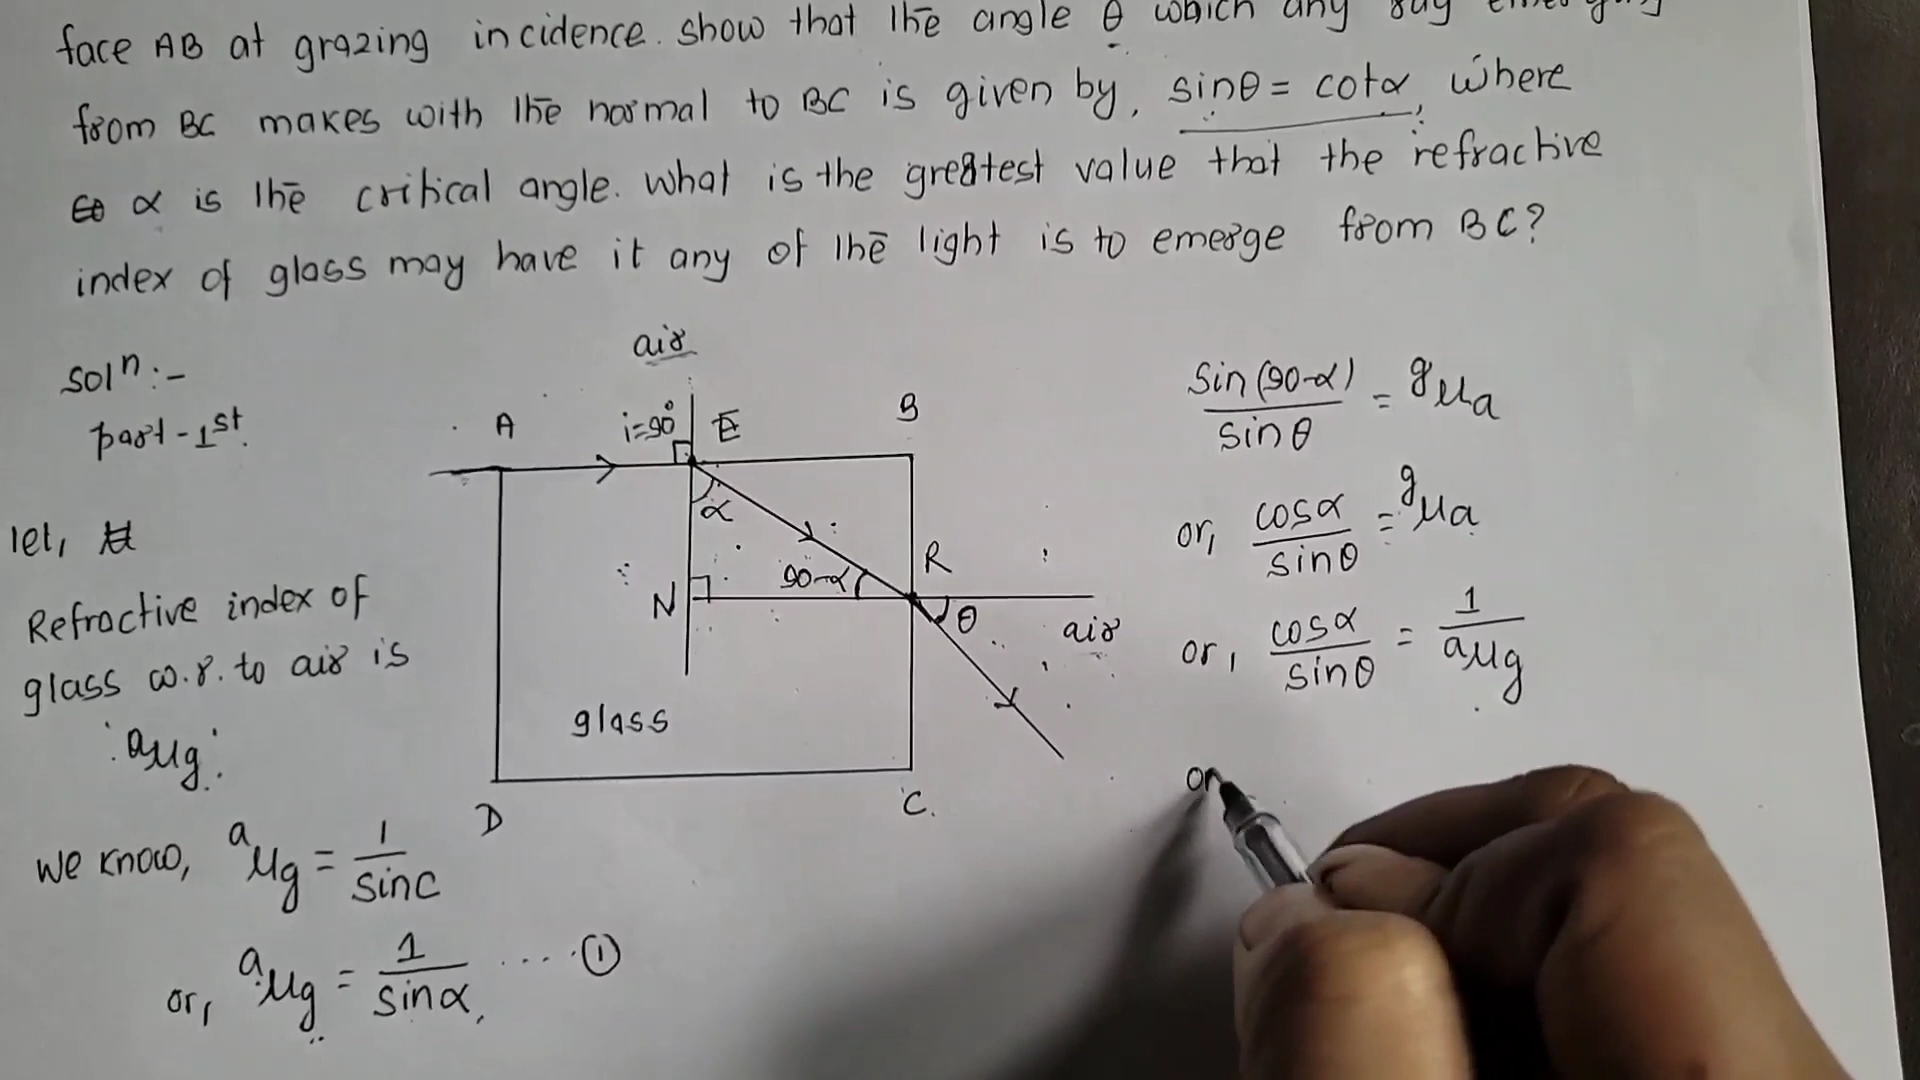 face AB at grazing incidence. show that the angle θ which any ray emerging
from BC makes with the normal to BC is given by, sinθ = cotα, where
α is the critical angle. What is the greatest value that the refractive
index of glass may have it any of the light is to emerge from BC?
Solⁿ:-
part-1st.
air
A
i=90°
E
B
α
90-α
R
N
θ
air
glass
D
C.
let,
Refractive index of
glass w.r. to air is
'ᵃμg'.
We know, ᵃμg = 1/sinc
or, ᵃμg = 1/sinα, ....①
sin(90-α)/sinθ = ᵍμa
or, cosα/sinθ = ᵍμa
or, cosα/sinθ = 1/ᵃμg
or